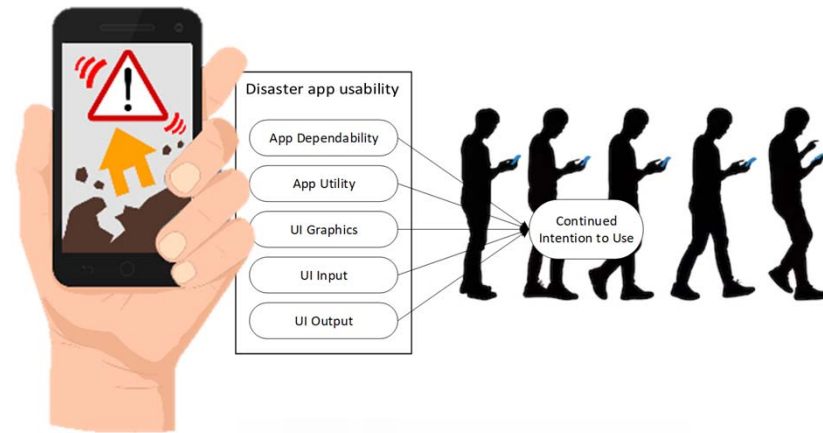 !
Disaster app usability
App Dependability
App Utility
UI Graphics
UI Input
UI Output
Continued
Intention to Use